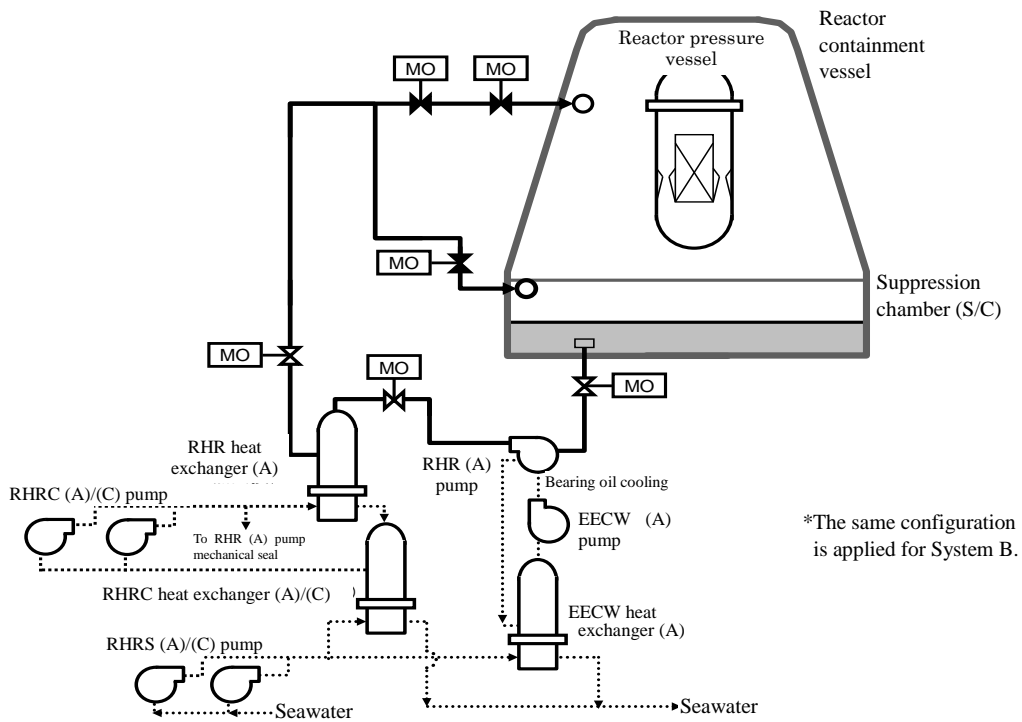 Reactor
containment
vessel
Reactor pressure
vessel
MO
MO
MO
Suppression
chamber (S/C)
MO
MO
MO
RHR heat
exchanger (A)
RHR (A)
pump
Bearing oil cooling
RHRC (A)/(C) pump
EECW (A)
pump
*The same configuration
is applied for System B.
To RHR (A) pump
mechanical seal
RHRC heat exchanger (A)/(C)
EECW heat
exchanger (A)
RHRS (A)/(C) pump
Seawater
Seawater